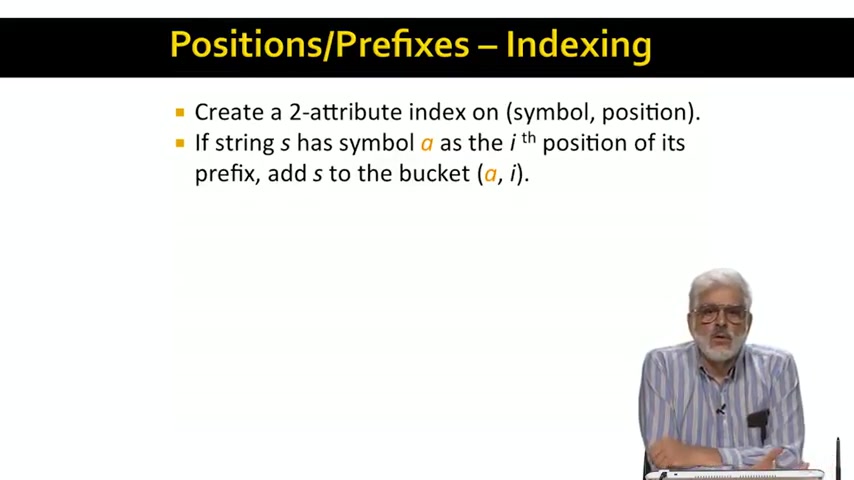 Positions/Prefixes – Indexing
Create a 2-attribute index on (symbol, position).
If string s has symbol a as the i th position of its
prefix, add s to the bucket (a, i).